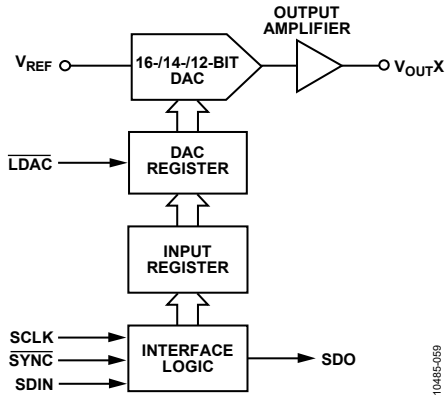 OUTPUT
AMPLIFIER
VREF
16-/14-/12-BIT
DAC
VOUTX
LDAC
DAC
REGISTER
INPUT
REGISTER
SCLK
SYNC
SDIN
INTERFACE
LOGIC
SDO
10485-059